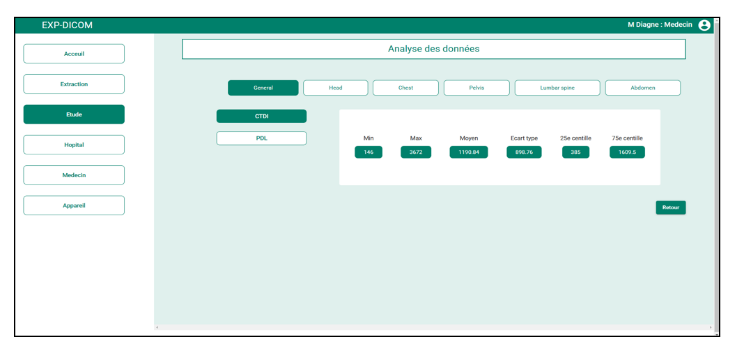 EXP-DICOM
M Diagne : Medecin
Acceuil
Extraction
Etude
Hopital
Medecin
Appareil
Analyse des données
General Head Chest Pelvis Lumbar spine Abdomen
CTDI
PDL
Min Max Moyen Ecart type 25e centille 75e centille
146 2672 1190.84 898.76 285 1609.5
Retour